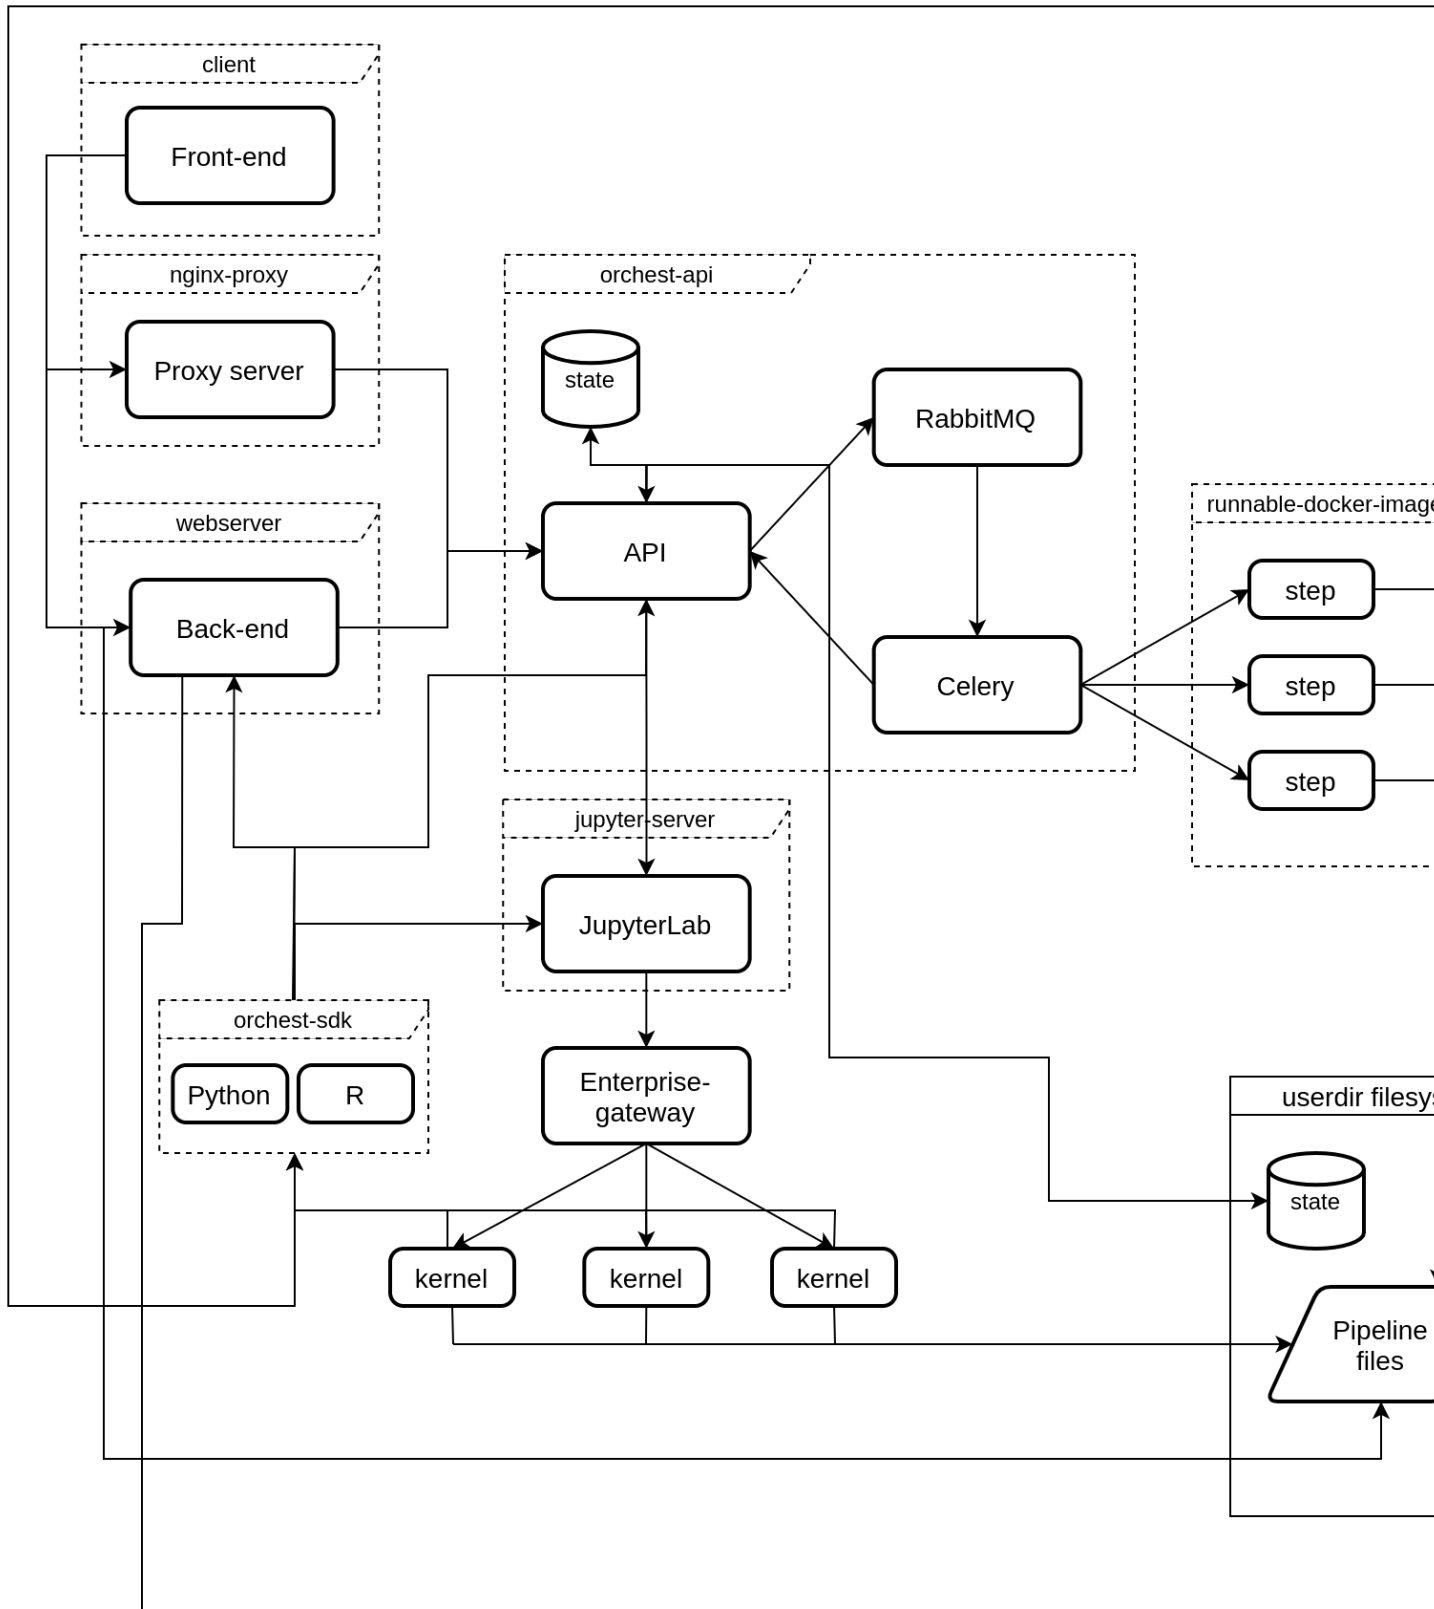 client
Front-end
nginx-proxy
Proxy server
webserver
Back-end
orchest-api
state
RabbitMQ
API
Celery
runnable-docker-image
step
step
step
jupyter-server
JupyterLab
orchest-sdk
Python
R
Enterprise-
gateway
kernel
kernel
kernel
userdir filesys
state
Pipeline
files